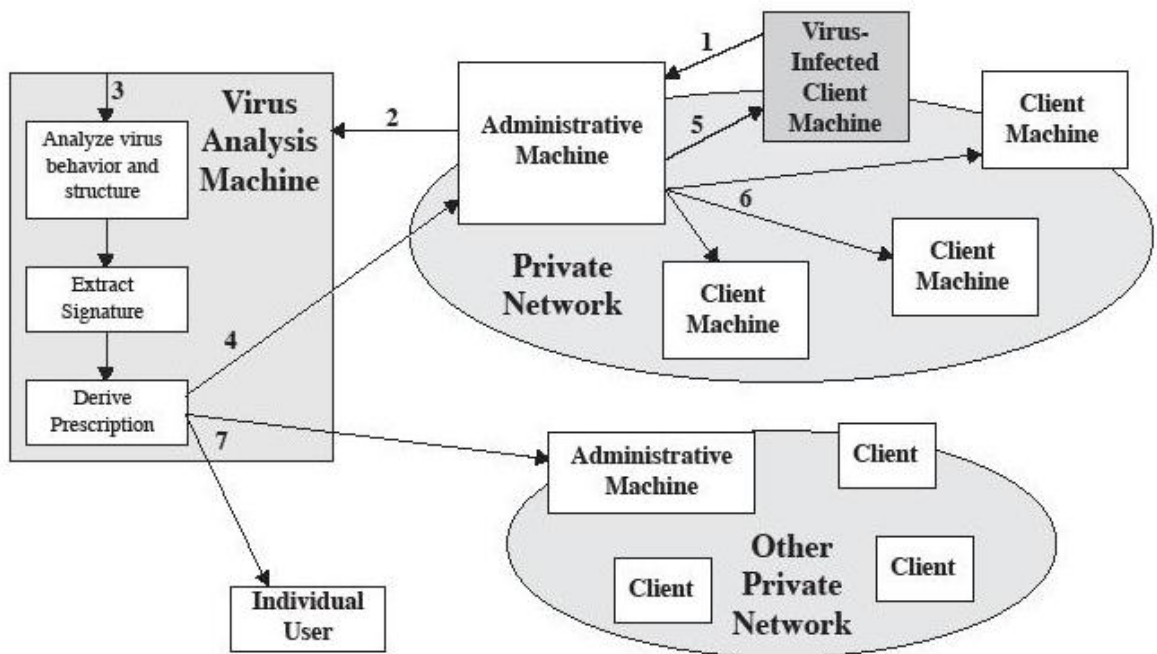 3
Virus
Analysis
Machine
Analyze virus
behavior and
structure
Extract
Signature
Derive
Prescription
2
4
7
1
Administrative
Machine
Virus-
Infected
Client
Machine
5
6
Client
Machine
Client
Machine
Client
Machine
Private
Network
Individual
User
Administrative
Machine
Client
Client
Client
Other
Private
Network